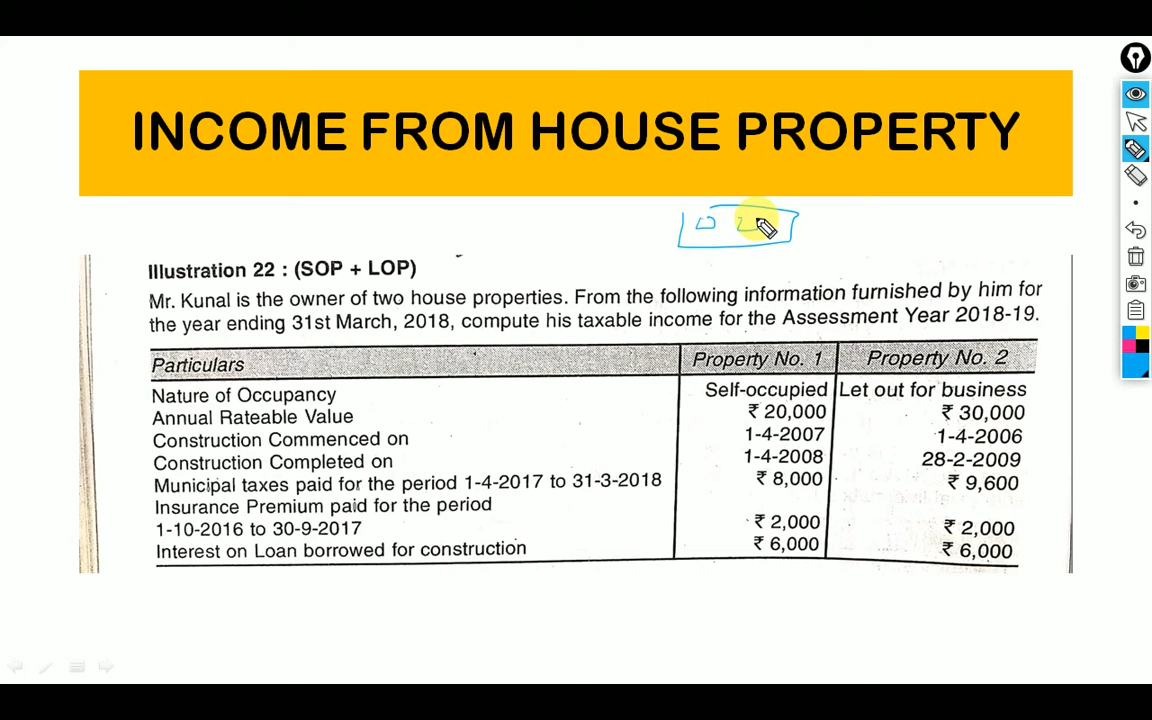 INCOME FROM HOUSE PROPERTY
Illustration 22 : (SOP + LOP)
Mr. Kunal is the owner of two house properties. From the following information furnished by him for
the year ending 31st March, 2018, compute his taxable income for the Assessment Year 2018-19.
Particulars Property No. 1 Property No. 2
Nature of Occupancy Self-occupied Let out for business
Annual Rateable Value ₹ 20,000 ₹ 30,000
Construction Commenced on 1-4-2007 1-4-2006
Construction Completed on 1-4-2008 28-2-2009
Municipal taxes paid for the period 1-4-2017 to 31-3-2018 ₹ 8,000 ₹ 9,600
Insurance Premium paid for the period
1-10-2016 to 30-9-2017 ₹ 2,000 ₹ 2,000
Interest on Loan borrowed for construction ₹ 6,000 ₹ 6,000